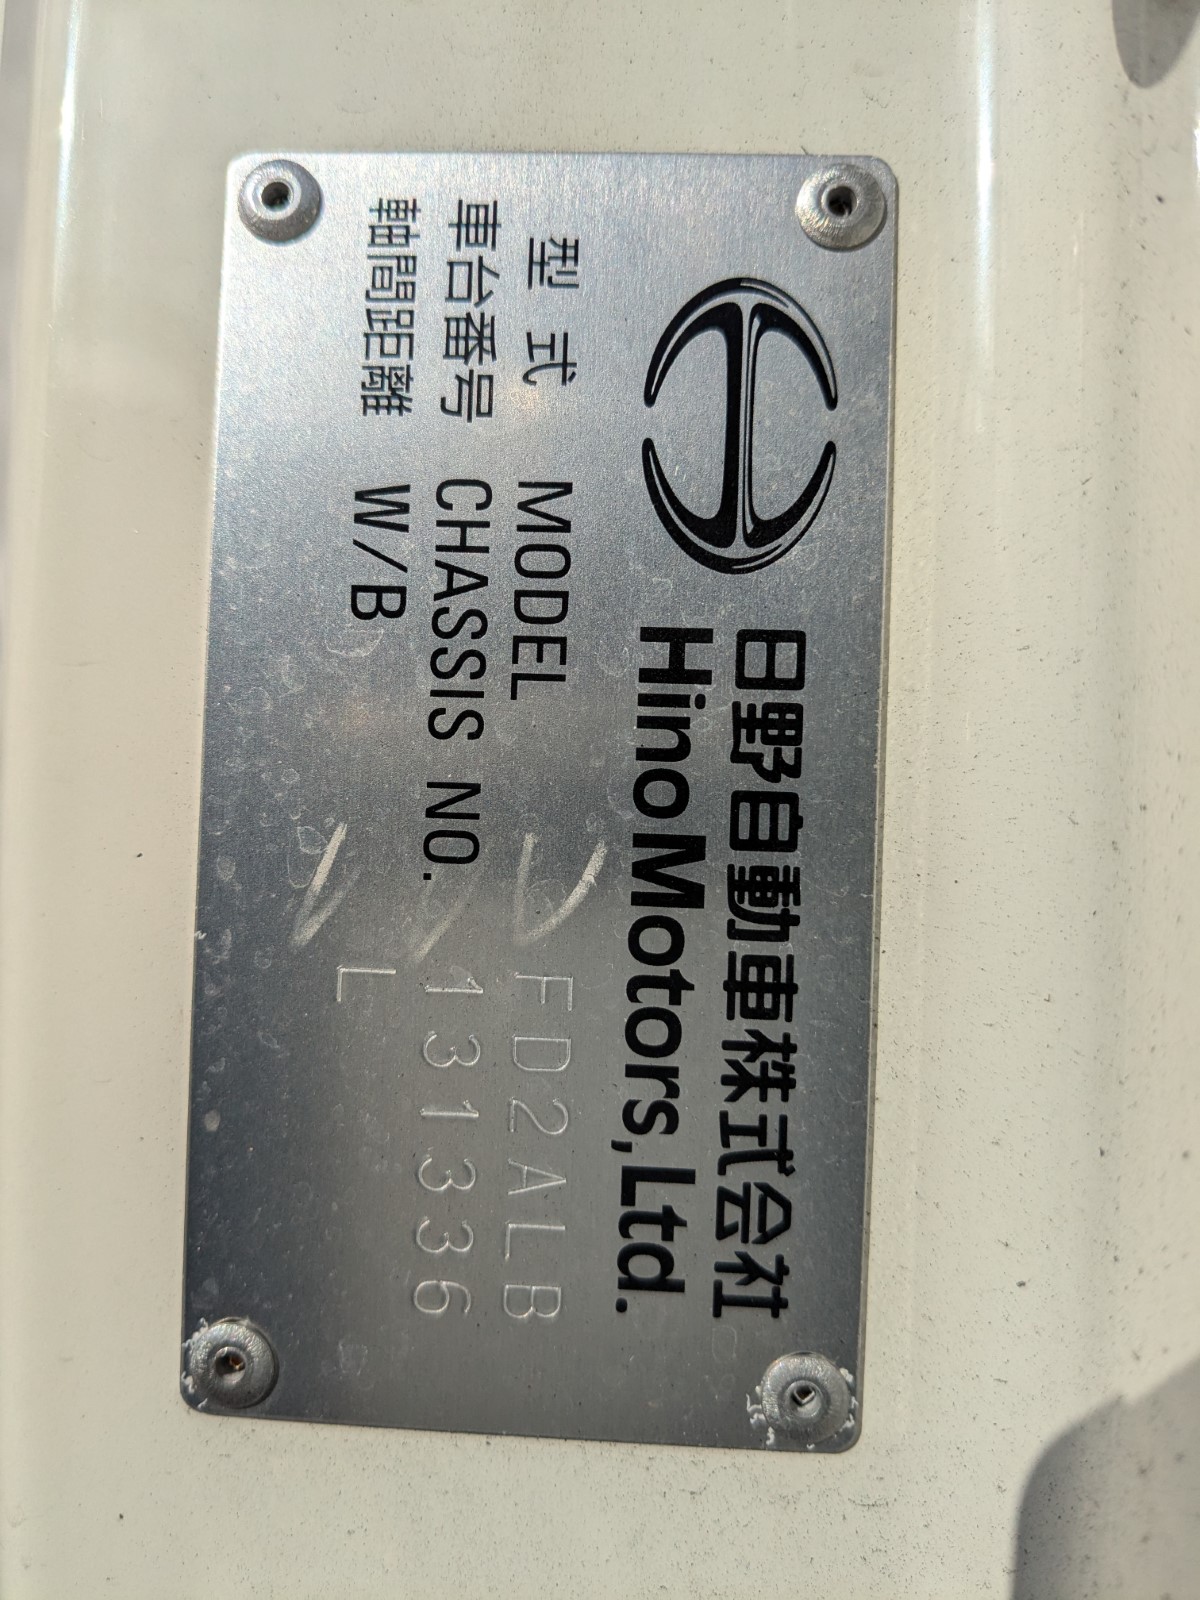 日野自動車株式会社
Hino Motors, Ltd.
型式 MODEL FD2ALB
車台番号 CHASSIS NO. 131336
軸間距離 W/B L